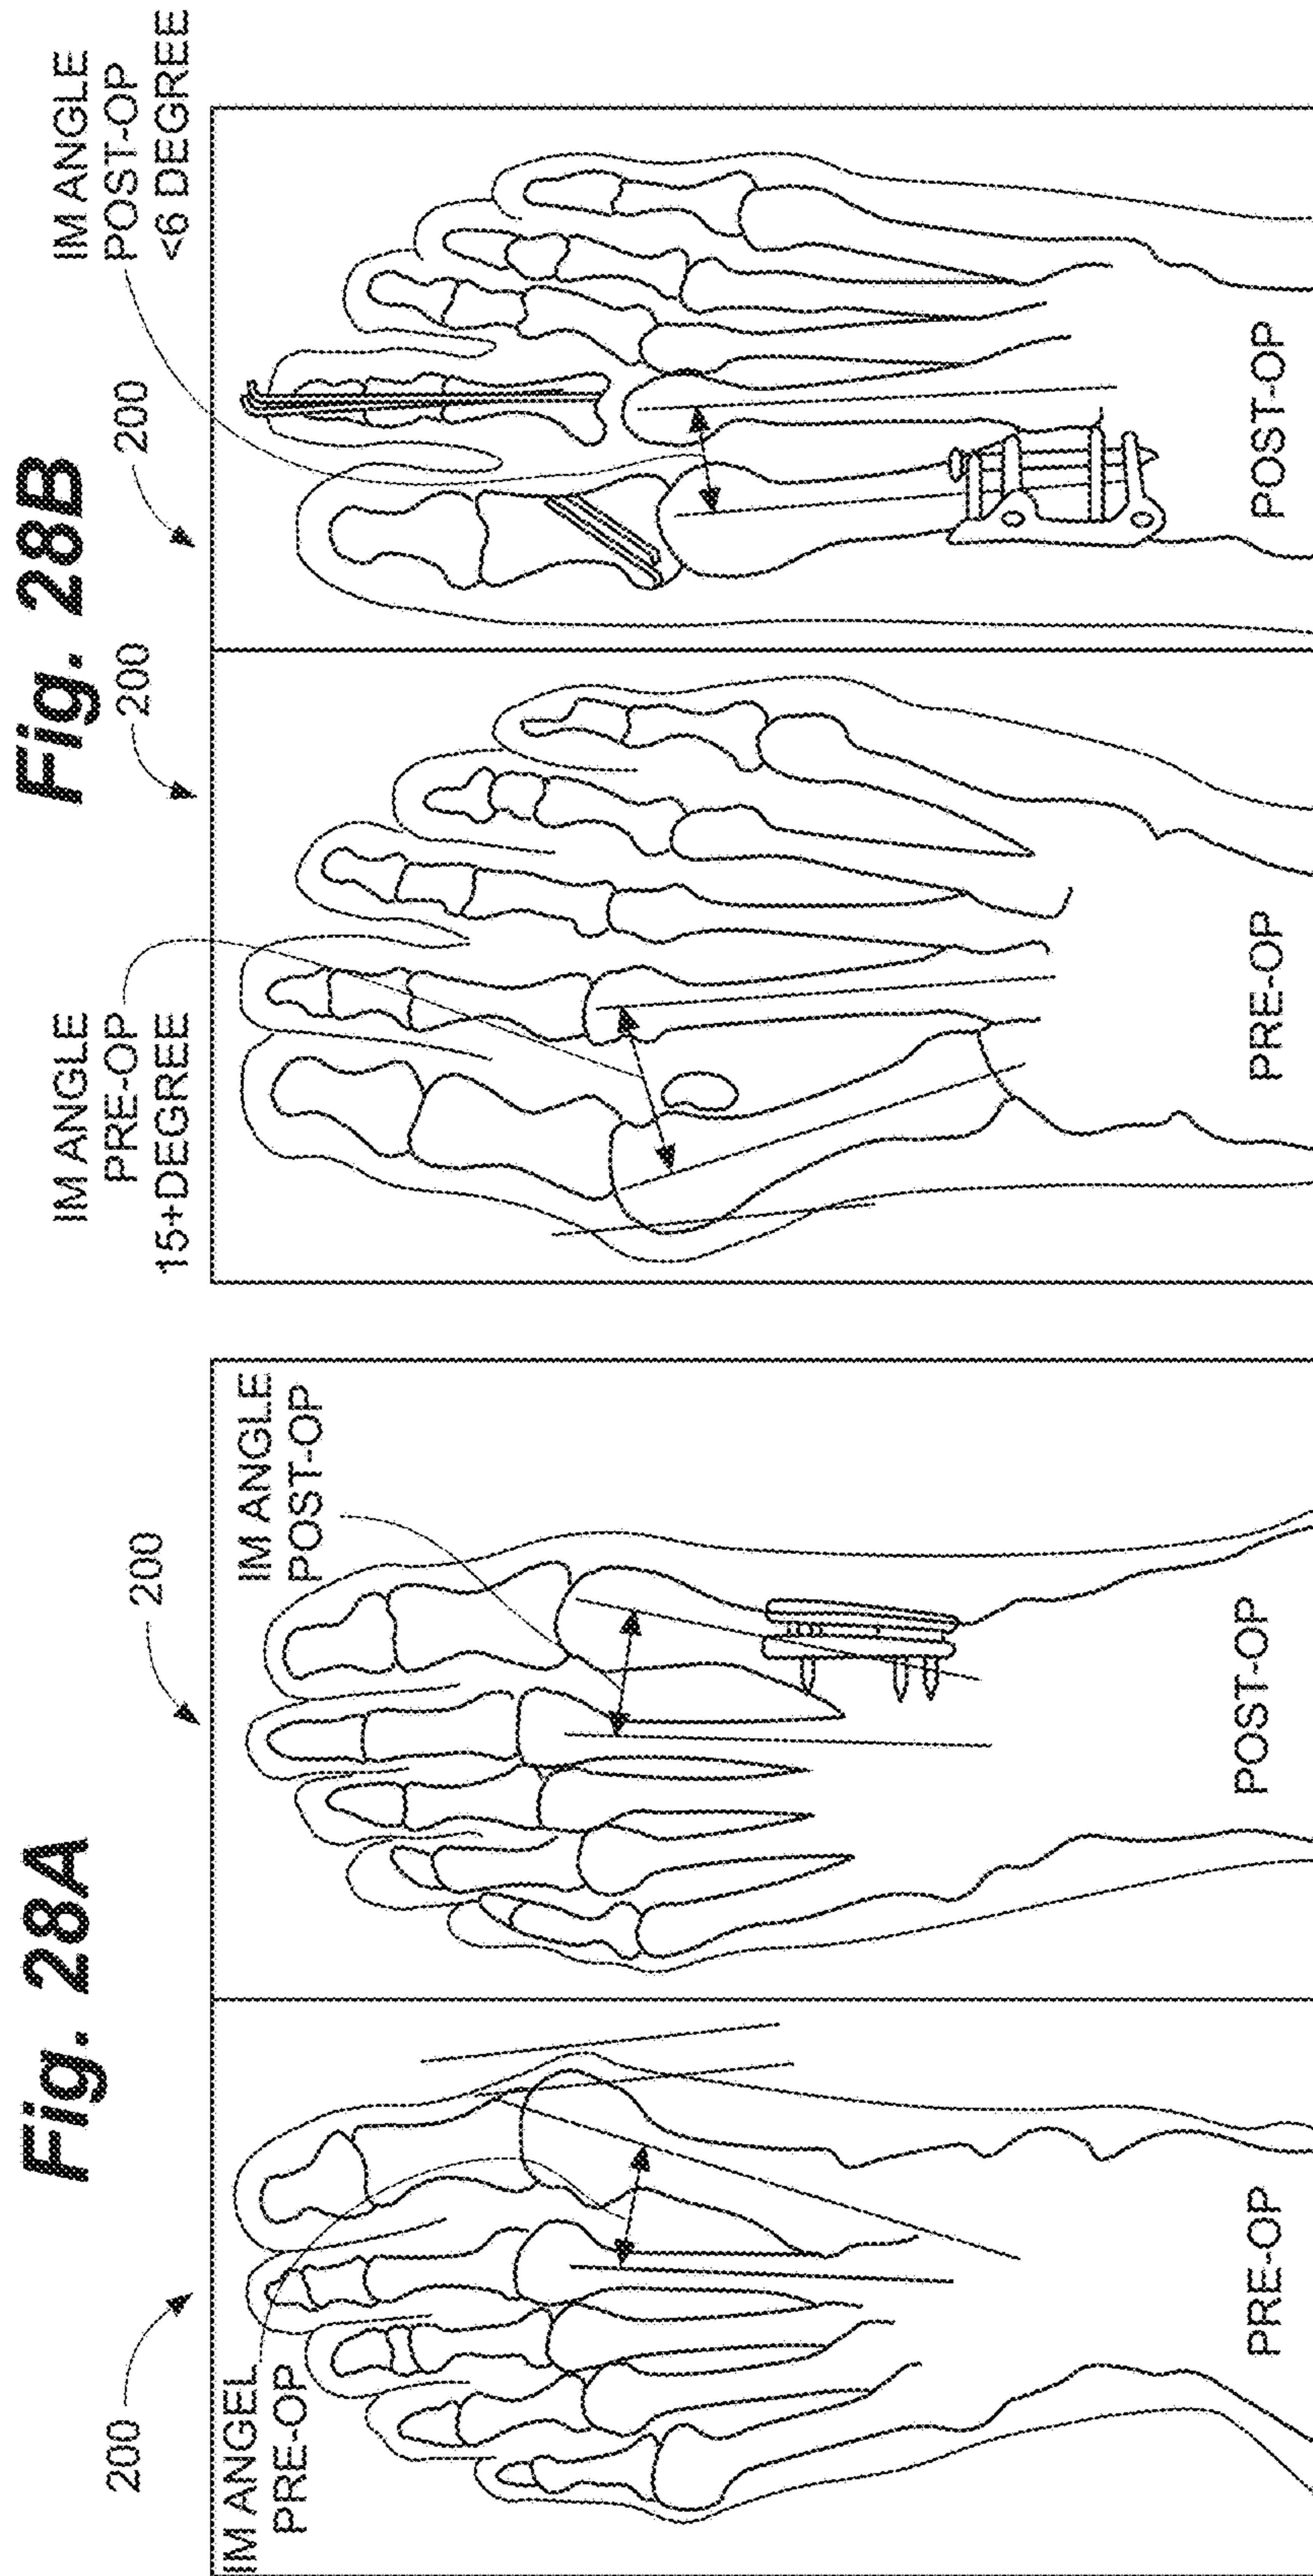 Fig. 28A
200
IM ANGEL
PRE-OP
PRE-OP
200
IM ANGLE
POST-OP
POST-OP
Fig. 28B
IM ANGLE
PRE-OP
15+DEGREE
200
PRE-OP
200
IM ANGLE
POST-OP
<6 DEGREE
POST-OP